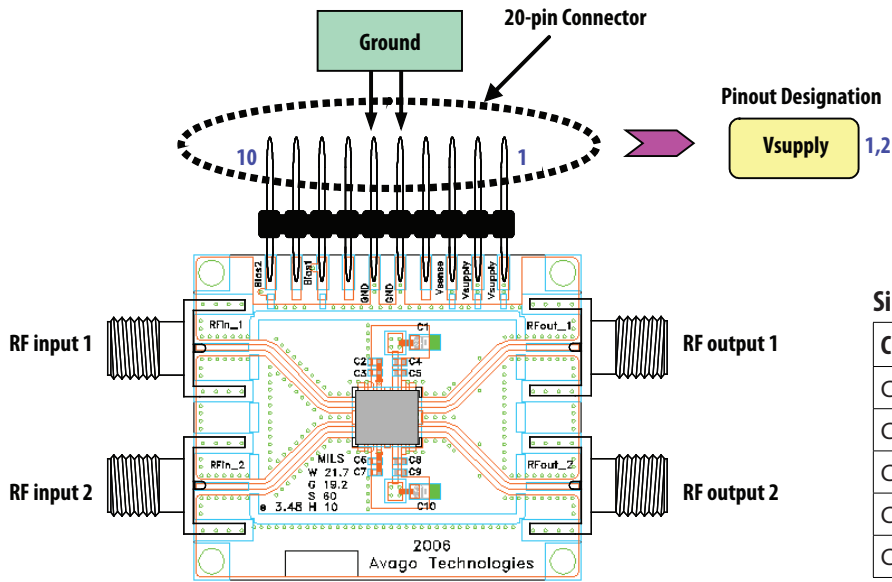 20-pin Connector
Ground
Pinout Designation
Vsupply 1,2
10 1
Bias2 Bias1 GND GND Vsense Vsupply Vsupply
Si
C
RF input 1 RFin_1 C1 RFout_1 RF output 1
C2 C4
C3 C5
C
C
C
C
C
C6 C8
C7 C9
C10
RF input 2 RFin_2 RFout_2 RF output 2
MILS
W 21.7
G 19.2
S 60
e 3.48 H 10
2006
Avago Technologies